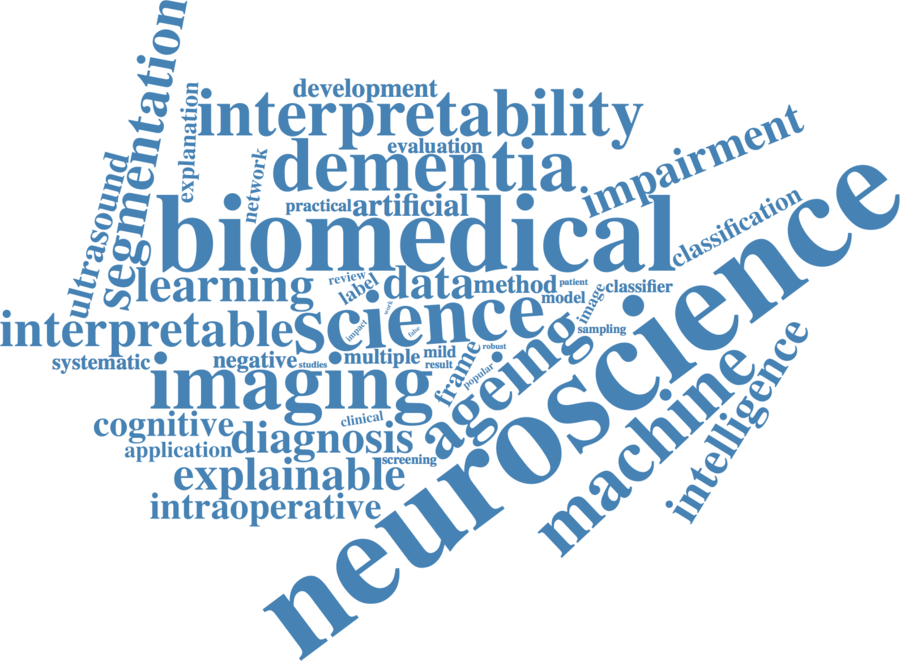 development
interpretability
segmentation
explanation
evaluation
dementia
impairment
ultrasound
network
practical
artificial
biomedical
classification
neuroscience
learning
review
label
data
method
patient
model
image
classifier
work
interpretable
science
impact
false
sampling
systematic
negative
studies
multiple
mild
result
robust
frame
popular
ageing
imaging
cognitive
clinical
application
diagnosis
screening
explainable
intraoperative
machine
intelligence